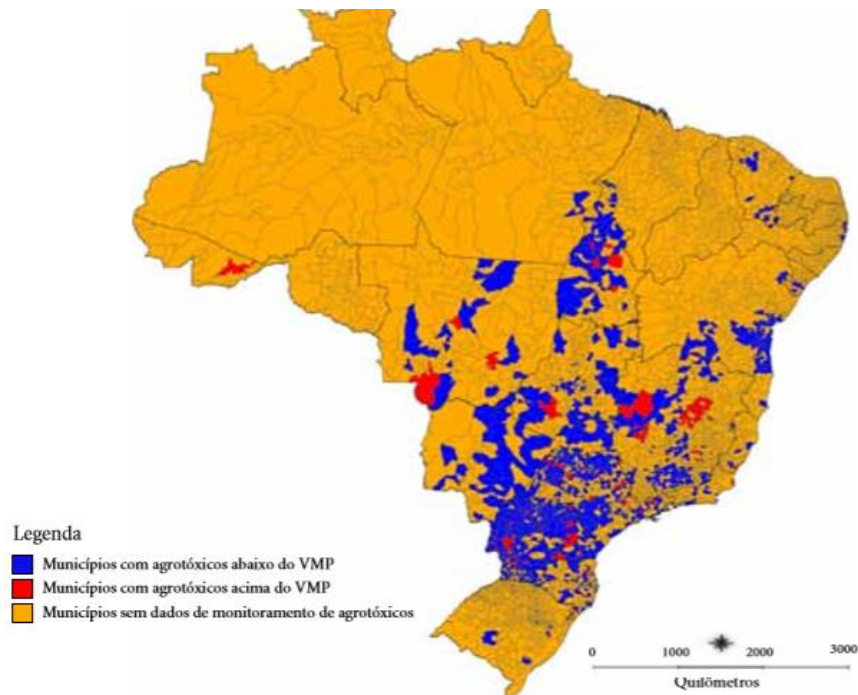 Legenda
Municípios com agrotóxicos abaixo do VMP
Municípios com agrotóxicos acima do VMP
Municípios sem dados de monitoramento de agrotóxicos
0 1000 2000 3000
Quilômetros